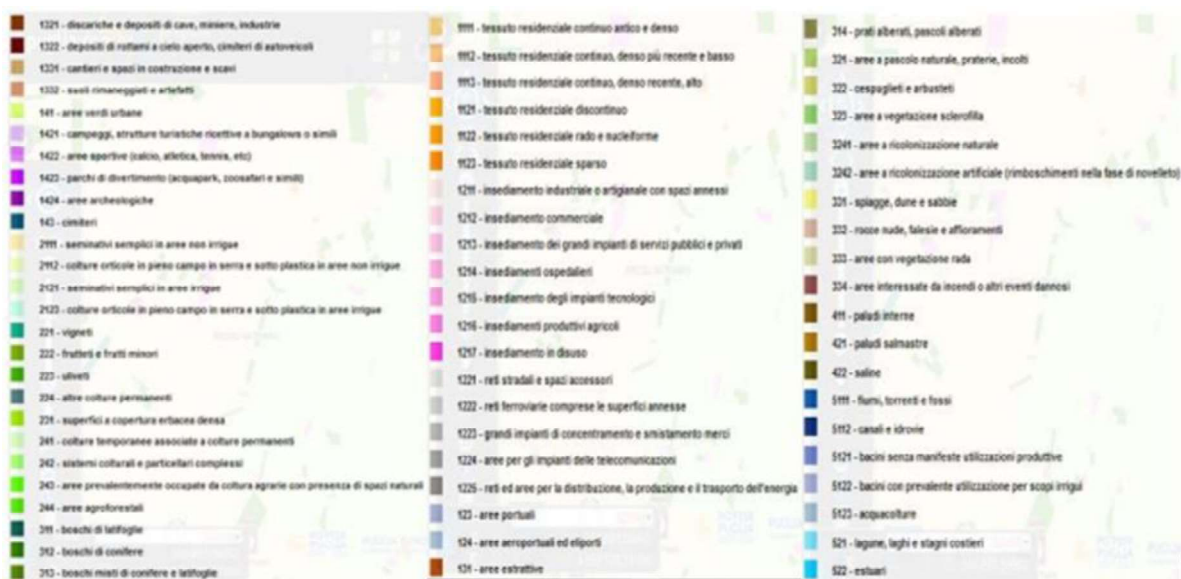 1321 - discariche e depositi di cave, miniere, industrie
1322 - depositi di rottami a cielo aperto, cimiteri di autoveicoli
1331 - cantieri e spazi in costruzione e scavi
1332 - suoli rimaneggiati e artefatti
141 - aree verdi urbane
1421 - campeggi, strutture turistiche ricettive a bungalows o simili
1422 - aree sportive (calcio, atletica, tennis, etc)
1423 - parchi di divertimento (acquapark, zoosafari e simili)
1424 - aree archeologiche
143 - cimiteri
2111 - seminativi semplici in aree non irrigue
2112 - colture orticole in pieno campo in serra e sotto plastica in aree non irrigue
2121 - seminativi semplici in aree irrigue
2123 - colture orticole in pieno campo in serra e sotto plastica in aree irrigue
221 - vigneti
222 - frutteti e frutti minori
223 - uliveti
224 - altre colture permanenti
231 - superfici a copertura erbacea densa
241 - colture temporanee associate a colture permanenti
242 - sistemi colturali e particellari complessi
243 - aree prevalentemente occupate da coltura agrarie con presenza di spazi naturali
244 - aree agroforestali
311 - boschi di latifoglie
312 - boschi di conifere
313 - boschi misti di conifere e latifoglie
1111 - tessuto residenziale continuo antico e denso
1112 - tessuto residenziale continuo, denso più recente e basso
1113 - tessuto residenziale continuo, denso recente, alto
1121 - tessuto residenziale discontinuo
1122 - tessuto residenziale rado e nucleiforme
1123 - tessuto residenziale sparso
1211 - insediamento industriale o artigianale con spazi annessi
1212 - insediamento commerciale
1213 - insediamento dei grandi impianti di servizi pubblici e privati
1214 - insediamenti ospedalieri
1215 - insediamento degli impianti tecnologici
1216 - insediamenti produttivi agricoli
1217 - insediamento in disuso
1221 - reti stradali e spazi accessori
1222 - reti ferroviarie comprese le superfici annesse
1223 - grandi impianti di concentramento e smistamento merci
1224 - aree per gli impianti delle telecomunicazioni
1225 - reti ed aree per la distribuzione, la produzione e il trasporto dell'energia
123 - aree portuali
124 - aree aeroportuali ed eliporti
131 - aree estrattive
314 - prati alberati, pascoli alberati
321 - aree a pascolo naturale, praterie, incolti
322 - cespuglieti e arbusteti
323 - aree a vegetazione sclerofilla
3241 - aree a ricolonizzazione naturale
3242 - aree a ricolonizzazione artificiale (rimboschimenti nella fase di novelleto)
331 - spiagge, dune e sabbie
332 - rocce nude, falesie e affioramenti
333 - aree con vegetazione rada
334 - aree interessate da incendi o altri eventi dannosi
411 - paludi interne
421 - paludi salmastre
422 - saline
5111 - fiumi, torrenti e fossi
5112 - canali e idrovie
5121 - bacini senza manifeste utilizzazioni produttive
5122 - bacini con prevalente utilizzazione per scopi irrigui
5123 - acquacolture
521 - lagune, laghi e stagni costieri
522 - estuari